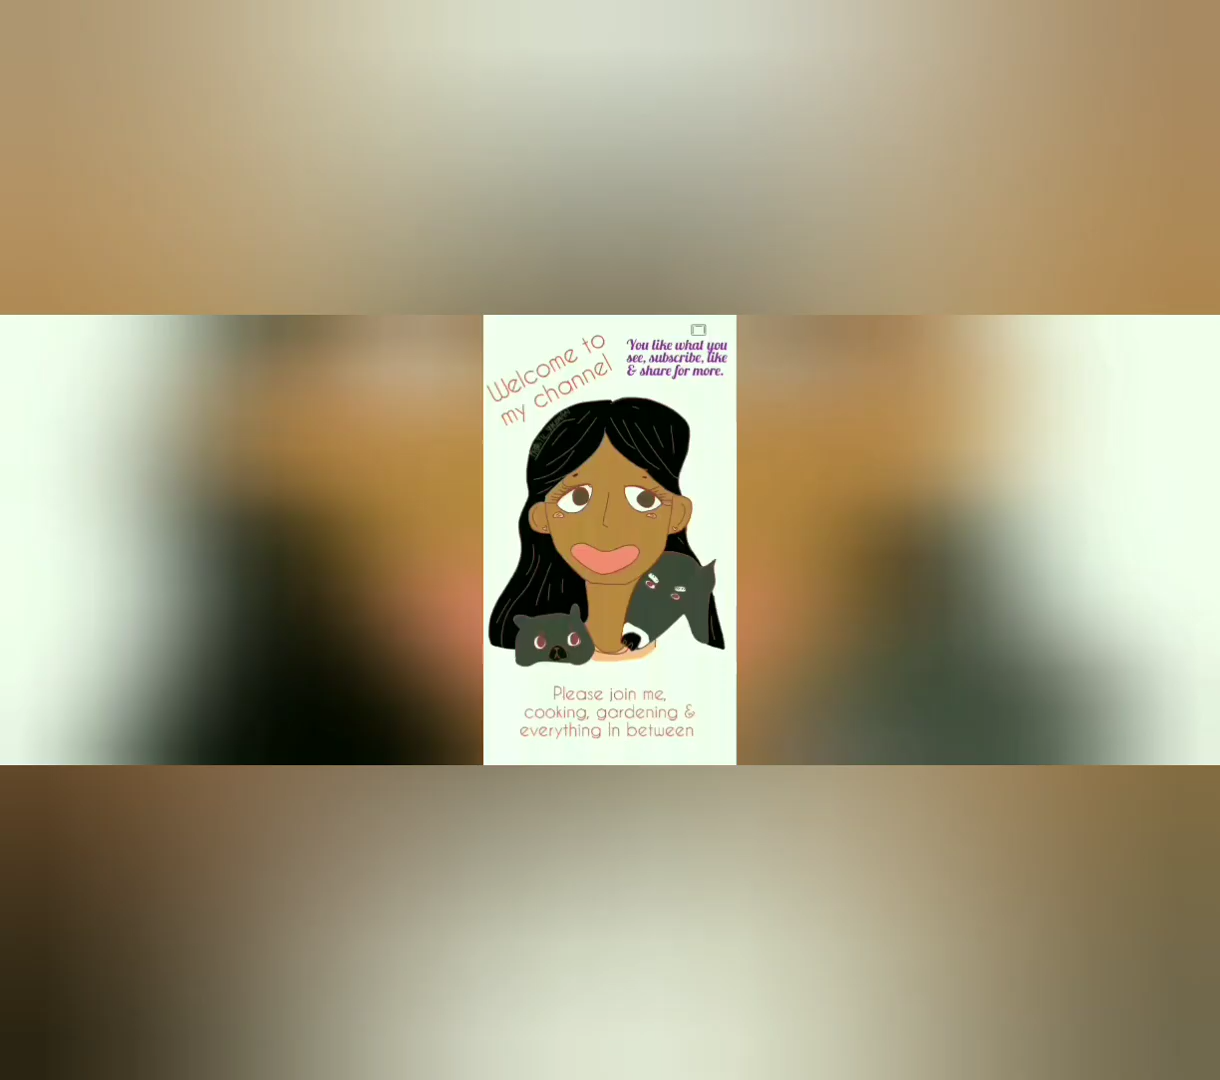 Welcome to
my channel
You like what you
see, subscribe, like
& share for more.
Please join me,
cooking, gardening &
everything In between